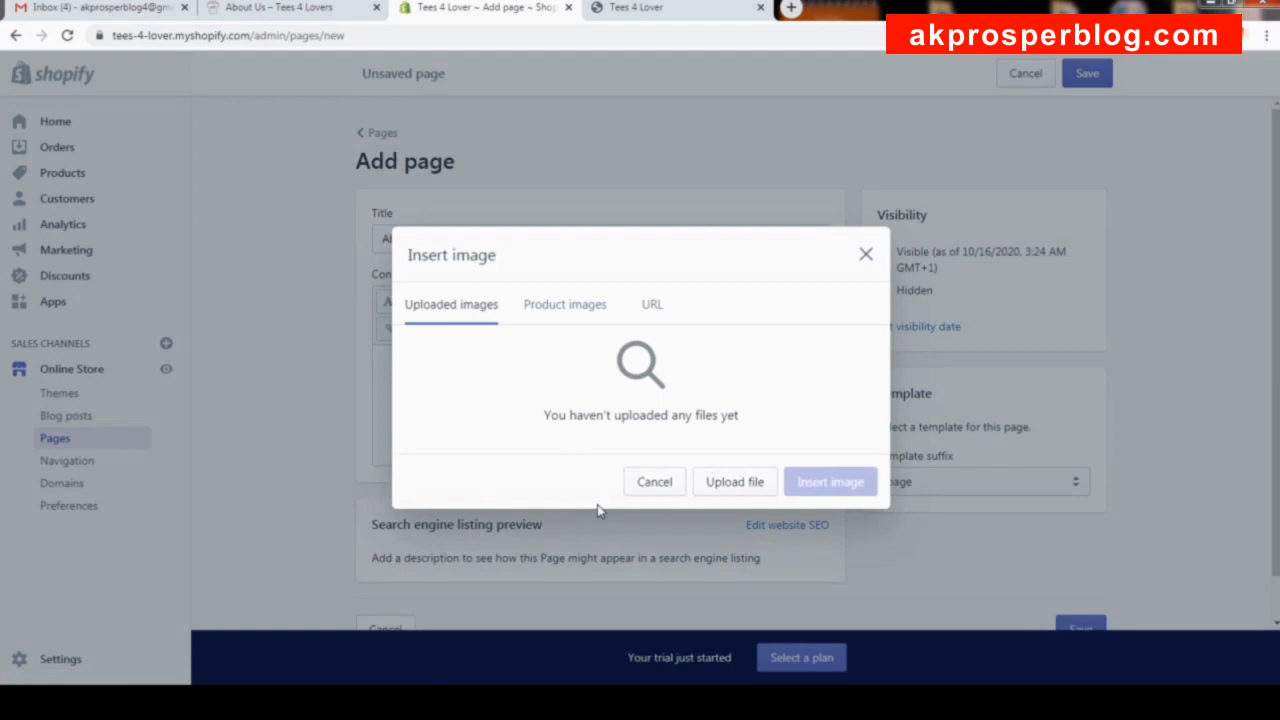 Inbox (4) - akprosperblog4@gm
About Us – Tees 4 Lovers
Tees 4 Lover ~ Add page ~ Sho
Tees 4 Lover
tees-4-lover.myshopify.com/admin/pages/new
akprosperblog.com
shopify
Unsaved page
Cancel
Save
Home
Orders
Products
Customers
Analytics
Marketing
Discounts
Apps
SALES CHANNELS
Online Store
Themes
Blog posts
Pages
Navigation
Domains
Preferences
Settings
Pages
Add page
Title
Con
Insert image
Uploaded images
Product images
URL
You haven't uploaded any files yet
Cancel
Upload file
Insert image
Visibility
Visible (as of 10/16/2020, 3:24 AM
GMT+1)
Hidden
visibility date
mplate
ect a template for this page.
mplate suffix
page
Search engine listing preview
Edit website SEO
Add a description to see how this Page might appear in a search engine listing
Cancel
Save
Your trial just started
Select a plan